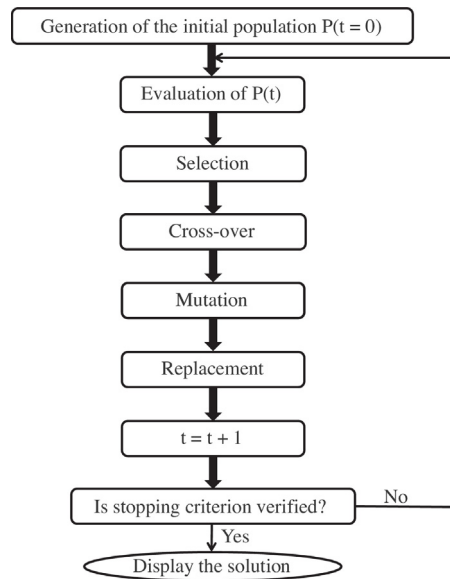 Generation of the initial population P(t = 0)
Evaluation of P(t)
Selection
Cross-over
Mutation
Replacement
t = t + 1
Is stopping criterion verified?
No
Yes
Display the solution